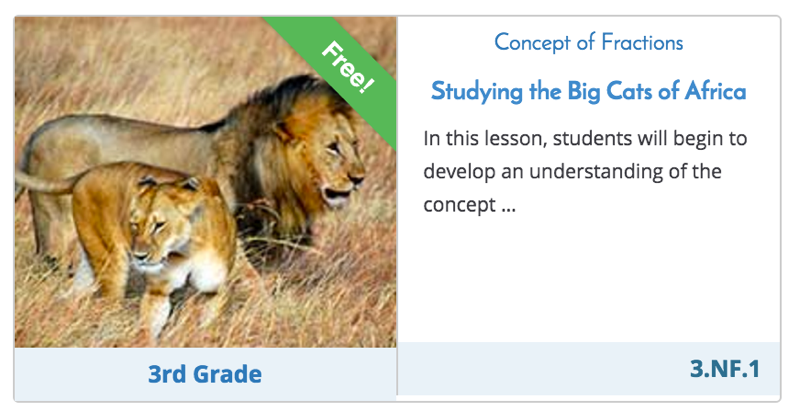 Free!
Concept of Fractions
Studying the Big Cats of Africa
In this lesson, students will begin to
develop an understanding of the
concept ...
3rd Grade
3.NF.1